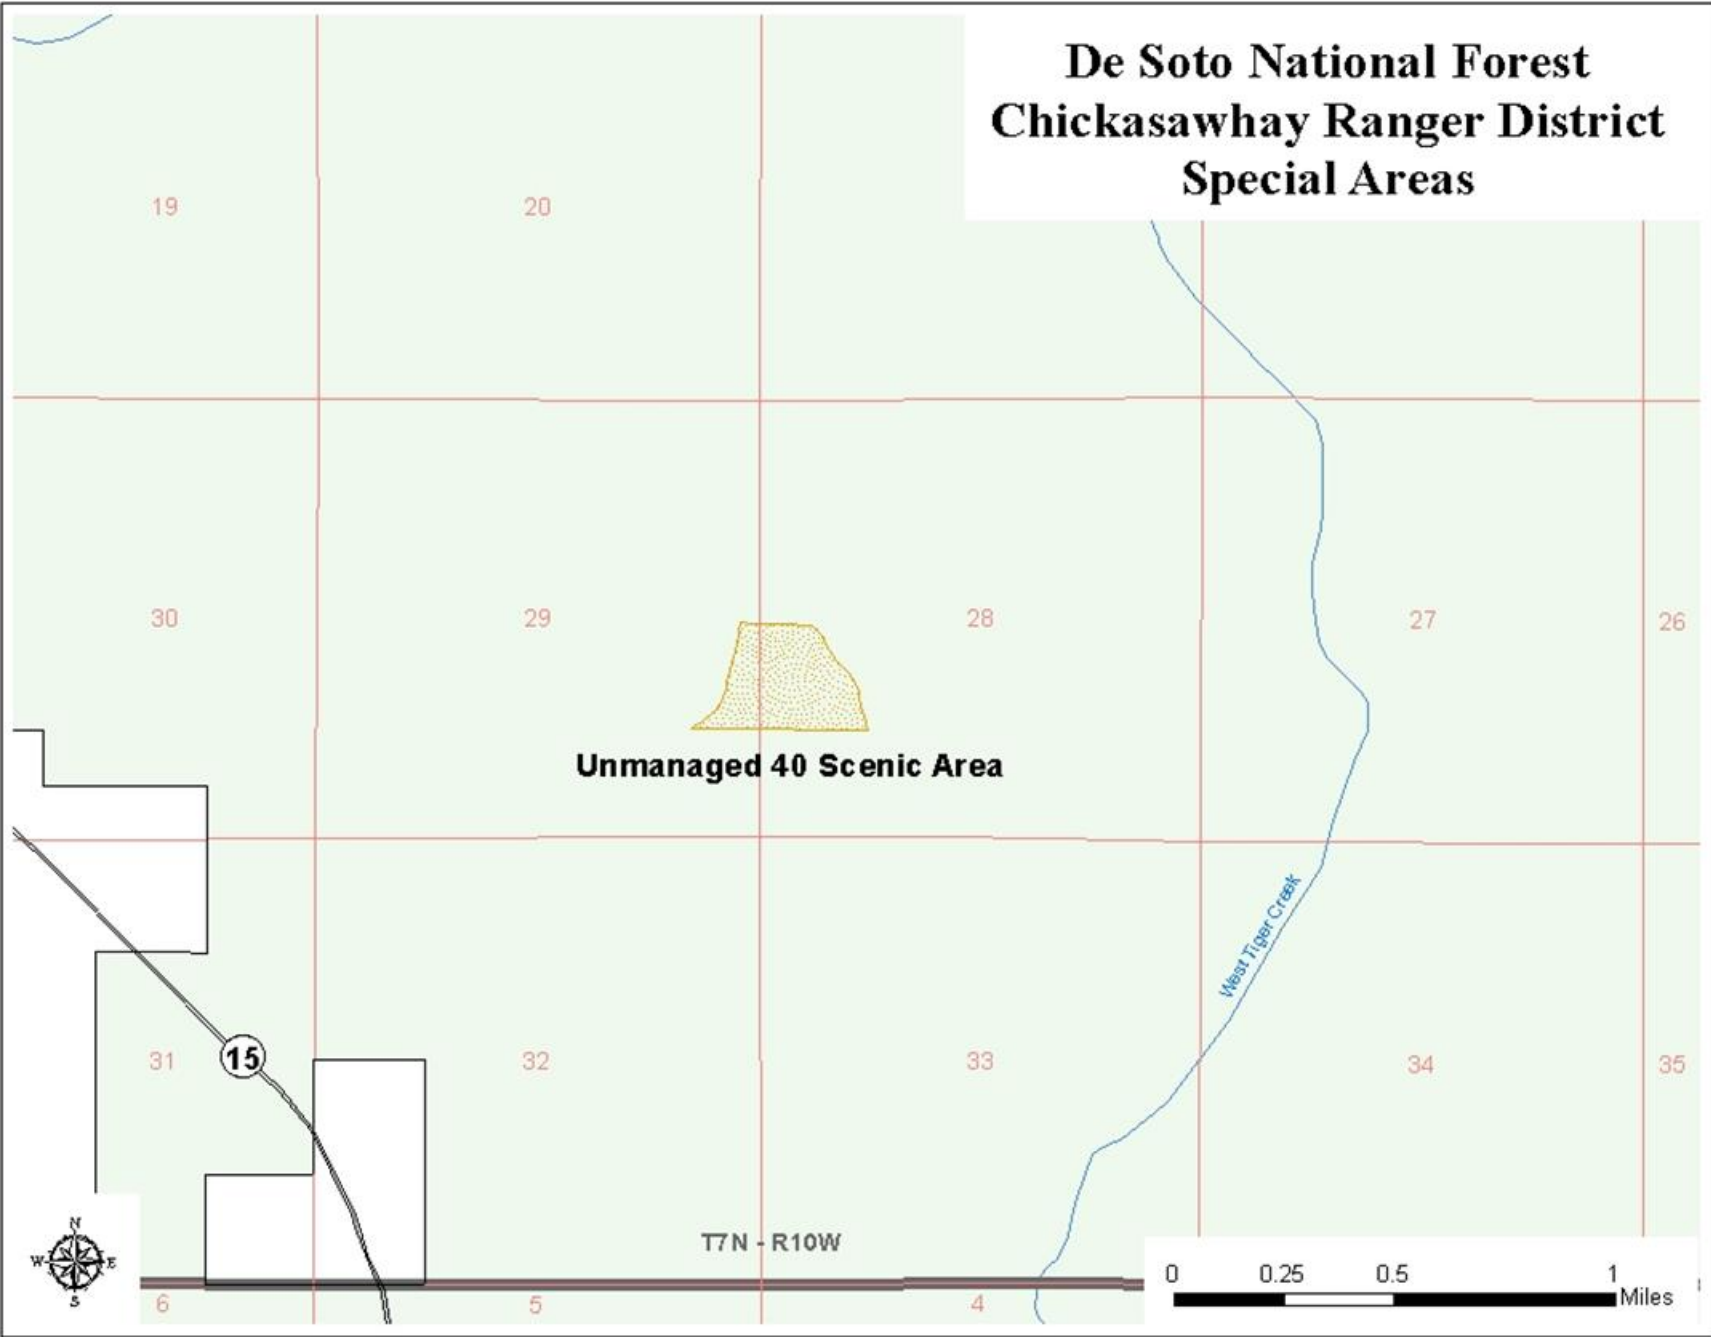 De Soto National Forest
Chickasawhay Ranger District
Special Areas
19
20
30
29
28
27
26
Unmanaged 40 Scenic Area
West Tiger Creek
31
15
32
33
34
35
T7N - R10W
N
W E
S
6
5
4
0 0.25 0.5 1
Miles